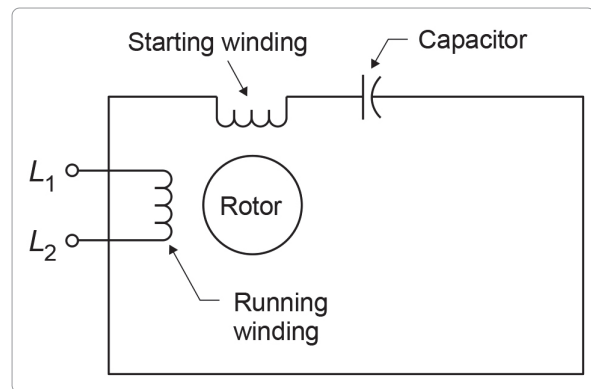 Starting winding
Capacitor
L1
Rotor
L2
Running
winding